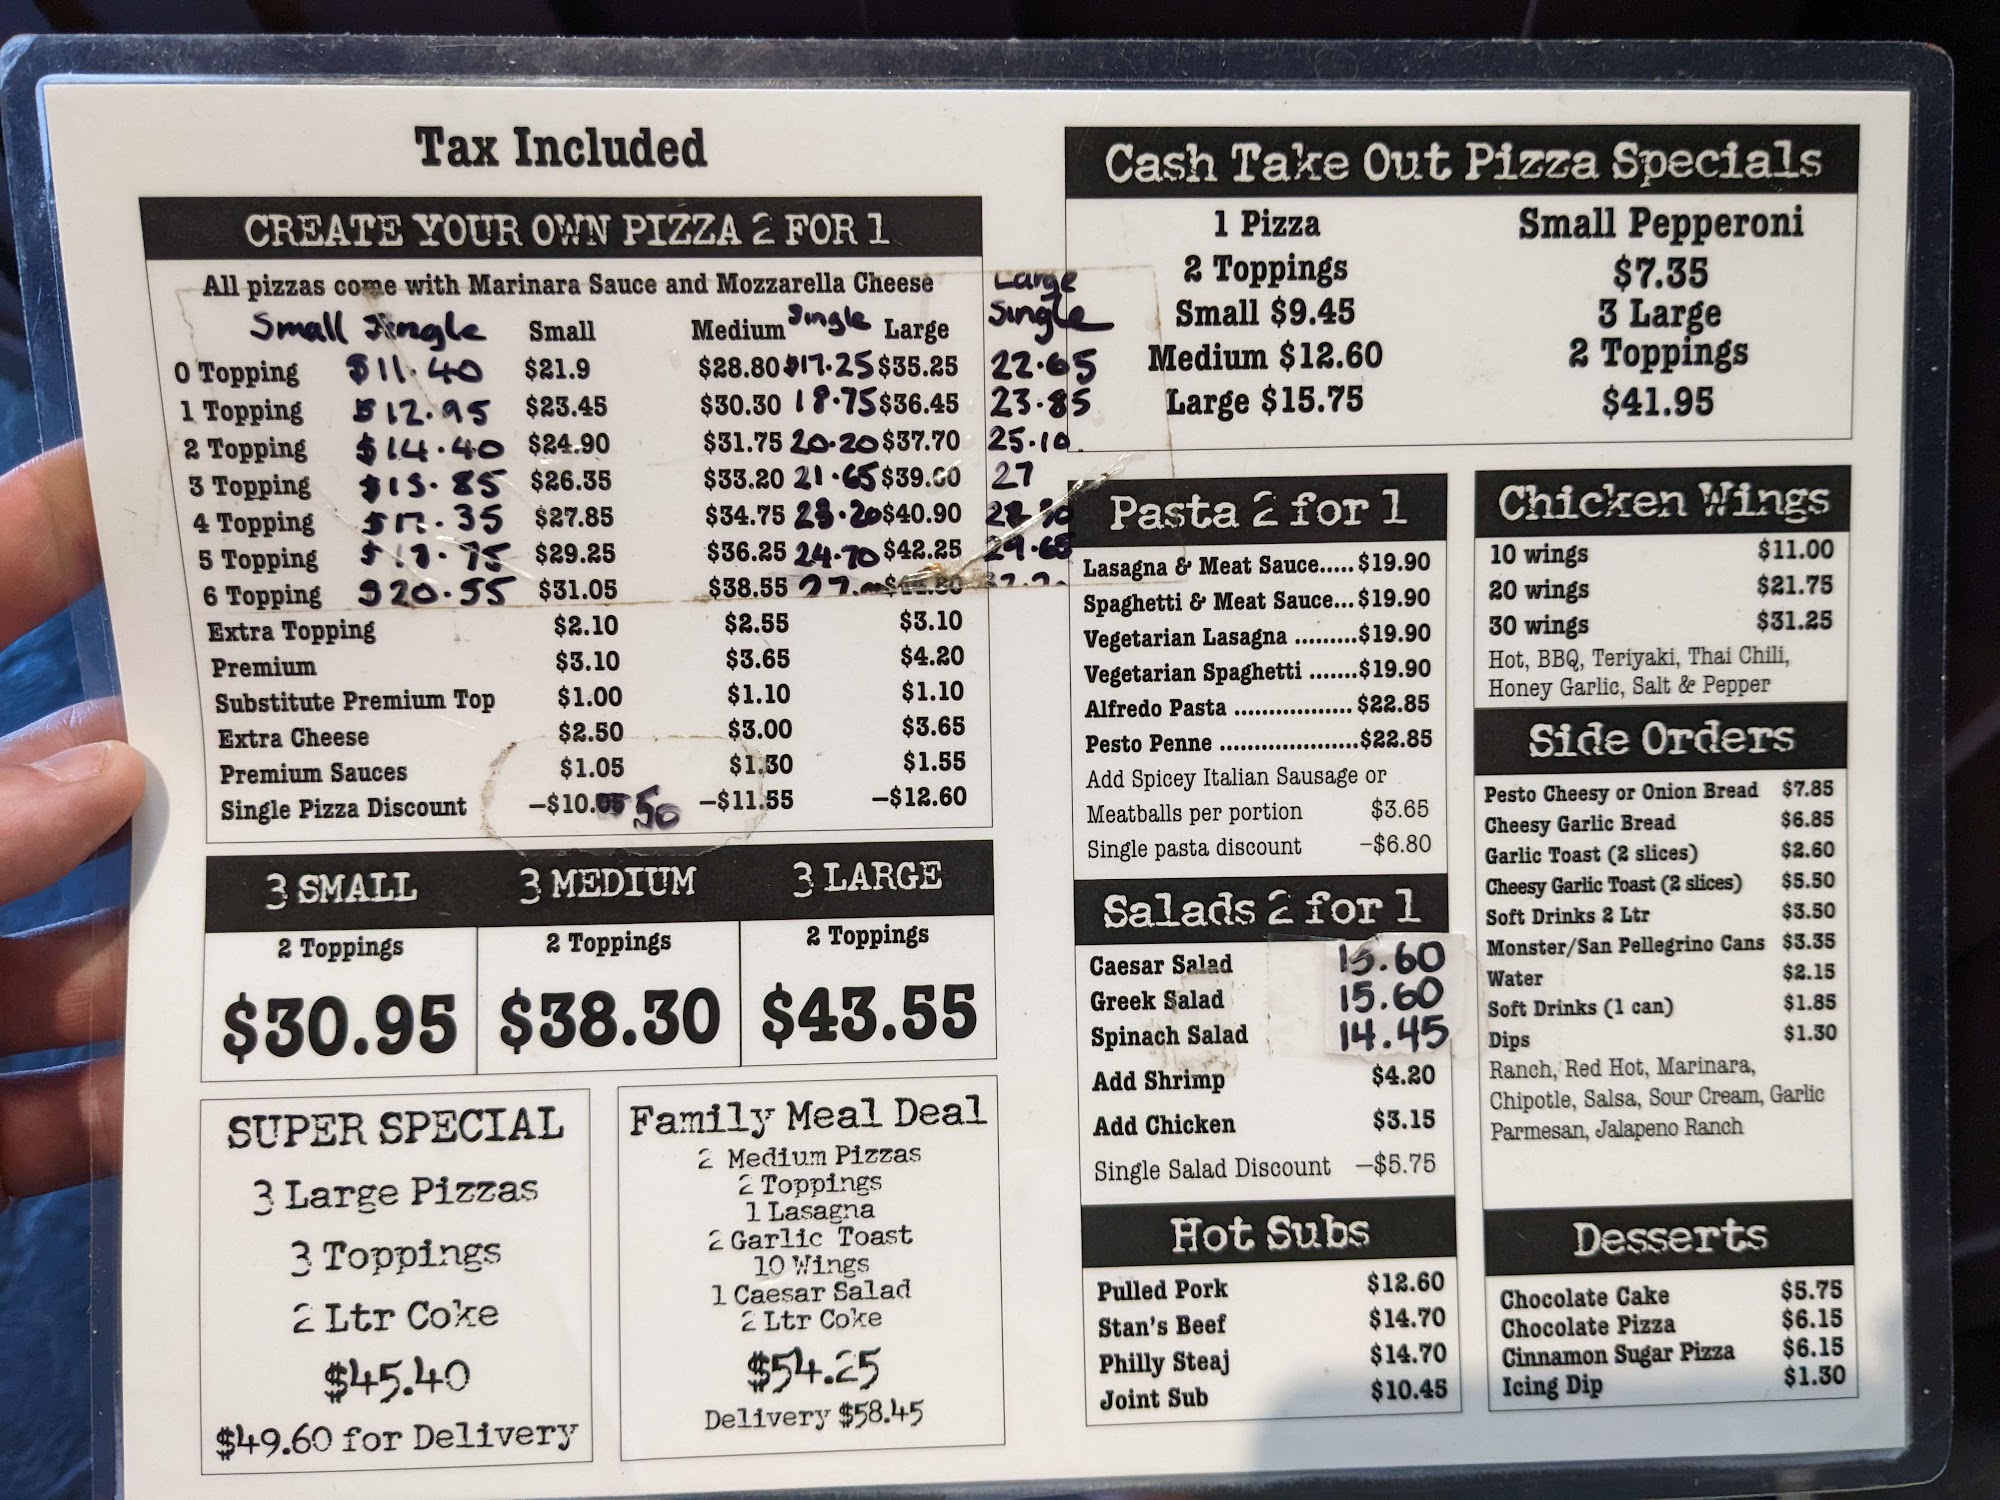 Tax Included
CREATE YOUR OWN PIZZA 2 FOR 1
All pizzas come with Marinara Sauce and Mozzarella Cheese
Small Single Small Medium Single Large Large Single
0 Topping $11.40 $21.9 $28.80 $17.25 $35.25 22.65
1 Topping $12.95 $23.45 $30.30 18.75 $36.45 23.85
2 Topping $14.40 $24.90 $31.75 20.20 $37.70 25.10
3 Topping $15.85 $26.35 $33.20 21.65 $39.60 27
4 Topping $17.35 $27.85 $34.75 23.20 $40.90
5 Topping $29.25 $36.25 24.70 $42.25 29.65
6 Topping $20.55 $31.05 $38.55
Extra Topping $2.10 $2.55 $3.10
Premium $3.10 $3.65 $4.20
Substitute Premium Top $1.00 $1.10 $1.10
Extra Cheese $2.50 $3.00 $3.65
Premium Sauces $1.05 $1.30 $1.55
Single Pizza Discount –$10. 50 –$11.55 –$12.60
3 SMALL
2 Toppings
$30.95
3 MEDIUM
2 Toppings
$38.30
3 LARGE
2 Toppings
$43.55
SUPER SPECIAL
3 Large Pizzas
3 Toppings
2 Ltr Coke
$45.40
$49.60 for Delivery
Family Meal Deal
2 Medium Pizzas
2 Toppings
1 Lasagna
2 Garlic Toast
10 Wings
1 Caesar Salad
2 Ltr Coke
$54.25
Delivery $58.45
Cash Take Out Pizza Specials
1 Pizza
2 Toppings
Small $9.45
Medium $12.60
Large $15.75
Small Pepperoni
$7.35
3 Large
2 Toppings
$41.95
Pasta 2 for 1
Lasagna & Meat Sauce.....$19.90
Spaghetti & Meat Sauce...$19.90
Vegetarian Lasagna .........$19.90
Vegetarian Spaghetti .......$19.90
Alfredo Pasta .................$22.85
Pesto Penne ....................$22.85
Add Spicey Italian Sausage or
Meatballs per portion $3.65
Single pasta discount –$6.80
Salads 2 for 1
Caesar Salad 15.60
Greek Salad 15.60
Spinach Salad 14.45
Add Shrimp $4.20
Add Chicken $3.15
Single Salad Discount –$5.75
Hot Subs
Pulled Pork $12.60
Stan's Beef $14.70
Philly Steaj $14.70
Joint Sub $10.45
Chicken Wings
10 wings $11.00
20 wings $21.75
30 wings $31.25
Hot, BBQ, Teriyaki, Thai Chili,
Honey Garlic, Salt & Pepper
Side Orders
Pesto Cheesy or Onion Bread $7.85
Cheesy Garlic Bread $6.85
Garlic Toast (2 slices) $2.60
Cheesy Garlic Toast (2 slices) $5.50
Soft Drinks 2 Ltr $3.50
Monster/San Pellegrino Cans $3.35
Water $2.15
Soft Drinks (1 can) $1.85
Dips $1.30
Ranch, Red Hot, Marinara,
Chipotle, Salsa, Sour Cream, Garlic
Parmesan, Jalapeno Ranch
Desserts
Chocolate Cake $5.75
Chocolate Pizza $6.15
Cinnamon Sugar Pizza $6.15
Icing Dip $1.30